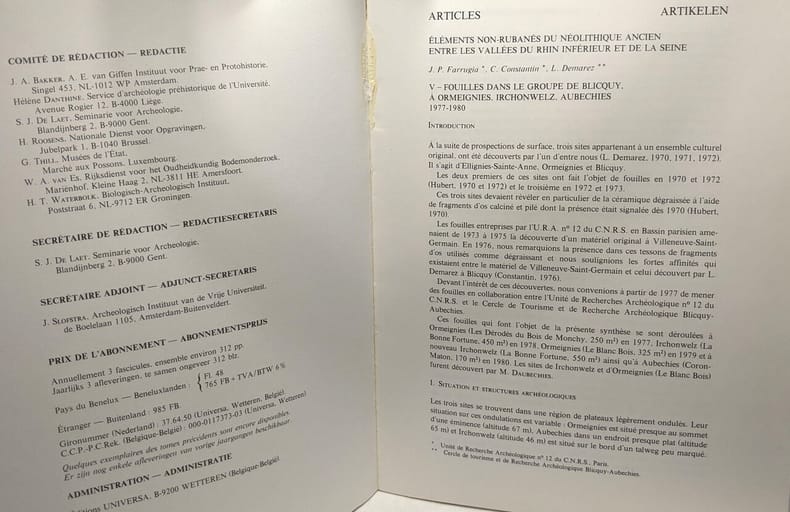 COMITÉ DE RÉDACTION — REDACTIE
J. A. BAKKER, A. E. van Giffen Instituut voor Prae- en Protohistorie,
Singel 453, NL-1012 WP Amsterdam.
Hélène DANTHINE, Service d'archéologie préhistorique de l'Université,
Avenue Rogier 12, B-4000 Liège.
S. J. DE LAET, Seminarie voor Archeologie,
Blandijnberg 2, B-9000 Gent.
H. ROOSENS, Nationale Dienst voor Opgravingen,
Jubelpark 1, B-1040 Brussel.
G. THILL, Musées de l'État,
Marché aux Possons, Luxembourg.
W. A. VAN ES, Rijksdienst voor het Oudheidkundig Bodemonderzoek,
Mariënhof, Kleine Haag 2, NL-3811 HE Amersfoort.
H. T. WATERBOLK, Biologisch-Archeologisch Instituut,
Poststraat 6, NL-9712 ER Groningen.
SECRÉTAIRE DE RÉDACTION — REDACTIESECRETARIS
S. J. DE LAET, Seminarie voor Archeologie,
Blandijnberg 2, B-9000 Gent.
SECRÉTAIRE ADJOINT — ADJUNCT-SECRETARIS
J. SLOFSTRA, Archeologisch Instituut van de Vrije Universiteit,
de Boelelaan 1105, Amsterdam-Buitenveldert.
PRIX DE L'ABONNEMENT — ABONNEMENTSPRIJS
Annuellement 3 fascicules, ensemble environ 312 pp.
Jaarlijks 3 afleveringen, te samen ongeveer 312 blz.
Pays du Benelux — Beneluxlanden : { Fl. 48
765 FB + TVA/BTW 6%
Étranger — Buitenland : 985 FB
Gironummer (Nederland) : 37.64.50 (Universa, Wetteren, België)
C.C.P.-P.C.Rek. (Belgique-België) : 000-0117373-03 (Universa, Wetteren)
Quelques exemplaires des tomes précédents sont encore disponibles.
Er zijn nog enkele afleveringen van vorige jaargangen beschikbaar.
ADMINISTRATION — ADMINISTRATIE
UNIVERSA, B-9200 WETTEREN (Belgique-België)
ARTICLES ARTIKELEN
ÉLÉMENTS NON-RUBANÉS DU NÉOLITHIQUE ANCIEN
ENTRE LES VALLÉES DU RHIN INFÉRIEUR ET DE LA SEINE
J. P. Farrugia *, C. Constantin *, L. Demarez **
V – FOUILLES DANS LE GROUPE DE BLICQUY,
À ORMEIGNIES, IRCHONWELZ, AUBECHIES
1977-1980
INTRODUCTION
À la suite de prospections de surface, trois sites appartenant à un ensemble culturel
original, ont été découverts par l'un d'entre nous (L. Demarez, 1970, 1971, 1972).
Il s'agit d'Ellignies-Sainte-Anne, Ormeignies et Blicquy.
Les deux premiers de ces sites ont fait l'objet de fouilles en 1970 et 1972
(Hubert, 1970 et 1972) et le troisième en 1972 et 1973.
Ces trois sites devaient révéler en particulier de la céramique dégraissée à l'aide
de fragments d'os calciné et pilé dont la présence était signalée dès 1970 (Hubert,
1970)
Les fouilles entreprises par l'U.R.A. n° 12 du C.N.R.S. en Bassin parisien ame-
naient de 1973 à 1975 la découverte d'un matériel original à Villeneuve-Saint-
Germain. En 1976, nous remarquions la présence dans ces tessons de fragments
d'os utilisés comme dégraissant et nous soulignions les fortes affinités qui
existaient entre le matériel de Villeneuve-Saint-Germain et celui découvert par L.
Demarez à Blicquy (Constantin, 1976).
Devant l'intérêt de ces découvertes, nous convenions à partir de 1977 de mener
des fouilles en collaboration entre l'Unité de Recherches Archéologique n° 12 du
C.N.R.S. et le Cercle de Tourisme et de Recherche Archéologique Blicquy-
Aubechies.
Ces fouilles qui font l'objet de la présente synthèse se sont déroulées à
Ormeignies (Les Dérodés du Bois de Monchy, 250 m²) en 1977, Irchonwelz (La
Bonne Fortune, 450 m²) en 1978, Ormeignies (Le Blanc Bois, 325 m²) en 1979 et à
nouveau Irchonwelz (La Bonne Fortune, 550 m²) ainsi qu'à Aubechies (Coron-
Maton, 170 m²) en 1980. Les sites de Irchonwelz et d'Ormeignies (Le Blanc Bois)
furent découvert par M. DAUBECHIES.
1. SITUATION ET STRUCTURES ARCHÉOLOGIQUES
Les trois sites se trouvent dans une région de plateaux légèrement ondulés. Leur
situation sur ces ondulations est variable : Ormeignies est situé presque au sommet
d'une éminence (altitude 67 m), Aubechies dans un endroit presque plat (altitude
65 m) et Irchonwelz (altitude 46 m) est situé sur le bord d'un talweg peu marqué.
* Unité de Recherche Archéologique n° 12 du C.N.R.S., Paris.
** Cercle de tourisme et de Recherche Archéologique Blicquy-Aubechies.